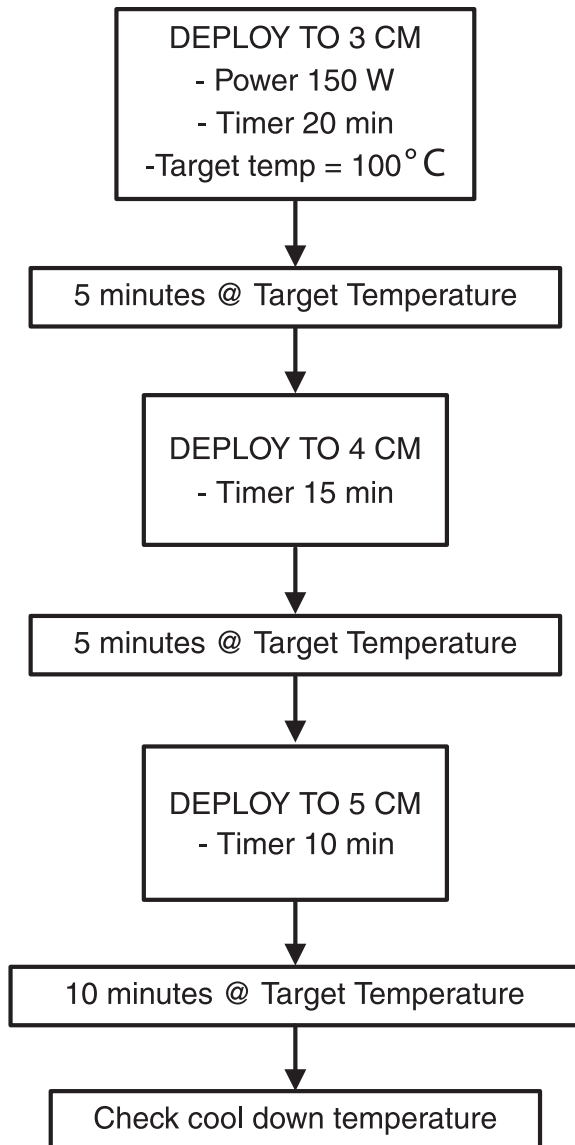 DEPLOY TO 3 CM
- Power 150 W
- Timer 20 min
-Target temp = 100°C
5 minutes @ Target Temperature
DEPLOY TO 4 CM
- Timer 15 min
5 minutes @ Target Temperature
DEPLOY TO 5 CM
- Timer 10 min
10 minutes @ Target Temperature
Check cool down temperature